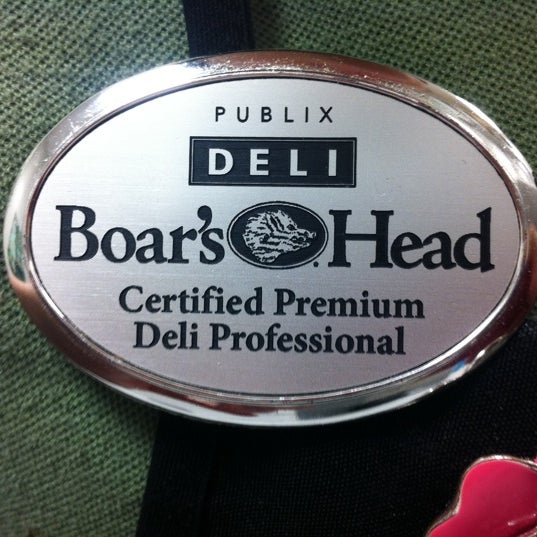 PUBLIX
DELI
Boar's Head
Certified Premium
Deli Professional